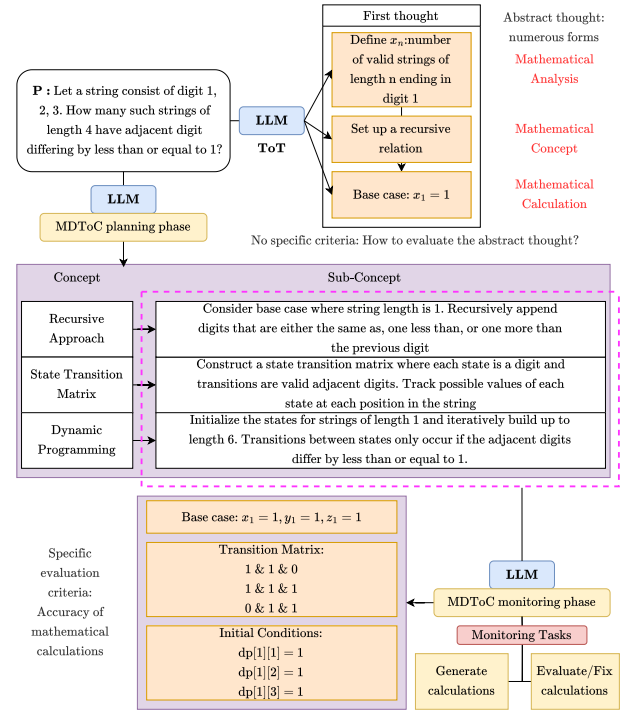 First thought
Define xₙ:number
of valid strings of
length n ending in
digit 1
Set up a recursive
relation
Base case: x₁ = 1
Abstract thought:
numerous forms
Mathematical
Analysis
Mathematical
Concept
Mathematical
Calculation
P : Let a string consist of digit 1,
2, 3. How many such strings of
length 4 have adjacent digit
differing by less than or equal to 1?
LLM
ToT
LLM
MDToC planning phase
No specific criteria: How to evaluate the abstract thought?
Concept
Sub-Concept
Recursive
Approach
Consider base case where string length is 1. Recursively append
digits that are either the same as, one less than, or one more than
the previous digit
State Transition
Matrix
Construct a state transition matrix where each state is a digit and
transitions are valid adjacent digits. Track possible values of each
state at each position in the string
Dynamic
Programming
Initialize the states for strings of length 1 and iteratively build up to
length 6. Transitions between states only occur if the adjacent digits
differ by less than or equal to 1.
Specific
evaluation
criteria:
Accuracy of
mathematical
calculations
Base case: x₁ = 1, y₁ = 1, z₁ = 1
Transition Matrix:
1 & 1 & 0
1 & 1 & 1
0 & 1 & 1
Initial Conditions:
dp[1][1] = 1
dp[1][2] = 1
dp[1][3] = 1
LLM
MDToC monitoring phase
Monitoring Tasks
Generate
calculations
Evaluate/Fix
calculations